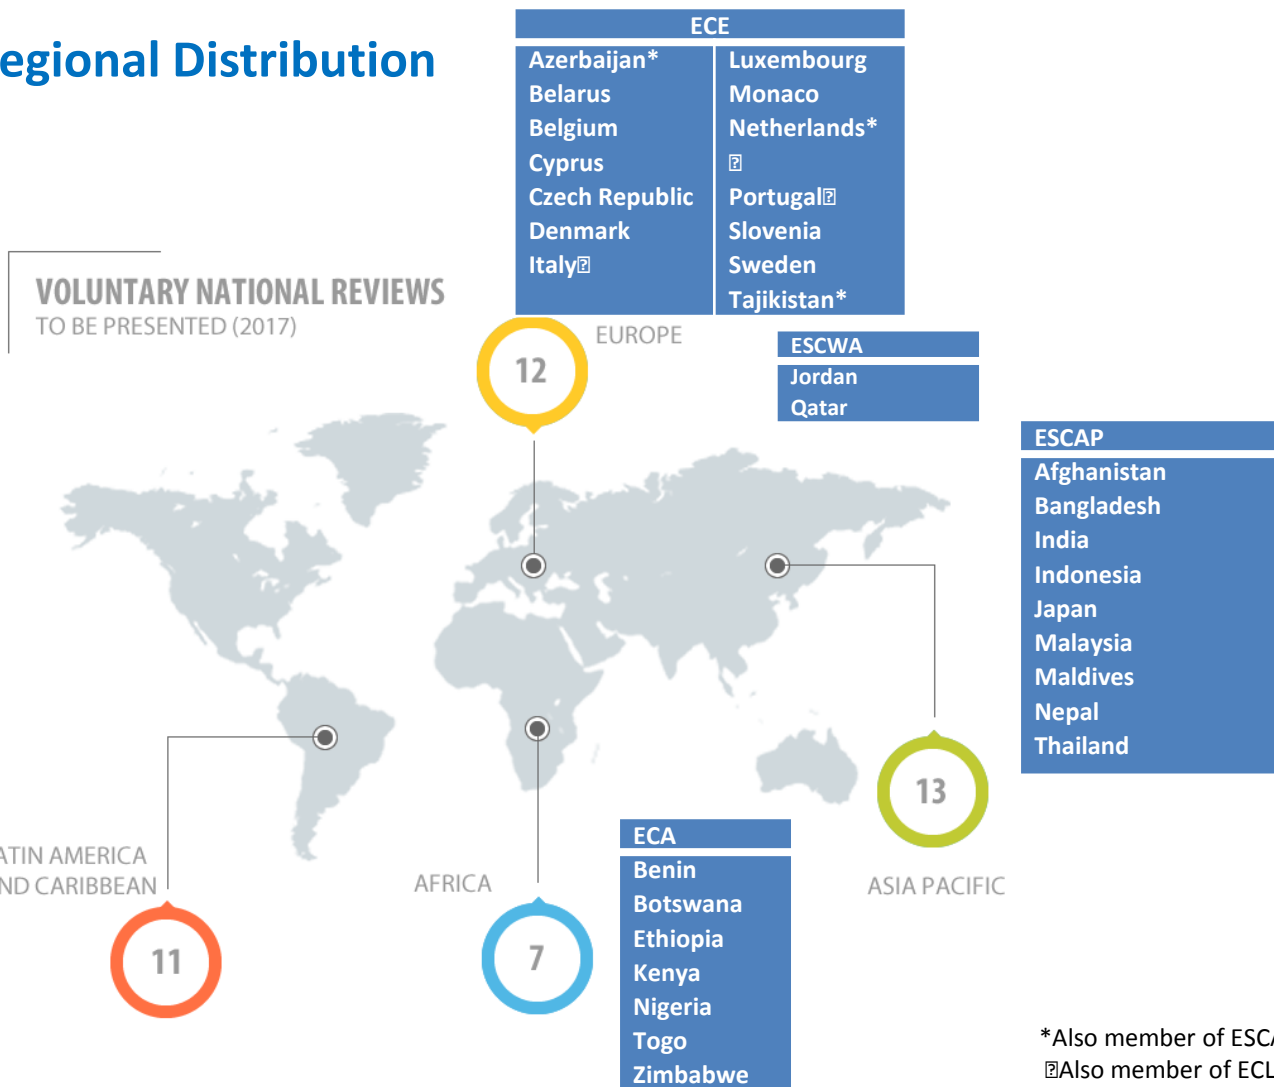 egional Distribution
ECE
Azerbaijan*
Belarus
Belgium
Cyprus
Czech Republic
Denmark
Italy⍰
Luxembourg
Monaco
Netherlands*
⍰
Portugal⍰
Slovenia
Sweden
Tajikistan*
VOLUNTARY NATIONAL REVIEWS
TO BE PRESENTED (2017)
EUROPE
12
ESCWA
Jordan
Qatar
ESCAP
Afghanistan
Bangladesh
India
Indonesia
Japan
Malaysia
Maldives
Nepal
Thailand
13
ASIA PACIFIC
ATIN AMERICA
ND CARIBBEAN
11
AFRICA
7
ECA
Benin
Botswana
Ethiopia
Kenya
Nigeria
Togo
Zimbabwe
*Also member of ESCA
⍰Also member of ECL